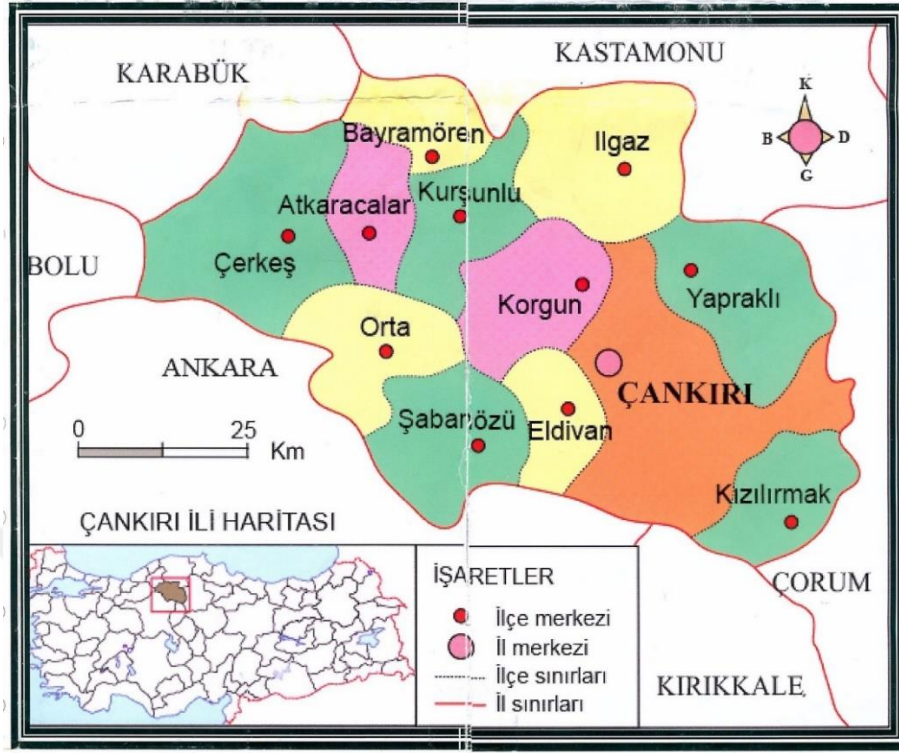 KARABÜK
KASTAMONU
K
B D
G
Bayramören
Ilgaz
Atkaracalar
Kurşunlu
Çerkeş
BOLU
Korgun
Yapraklı
Orta
ANKARA
ÇANKIRI
Şabanözü
Eldivan
0 25
Km
Kızılırmak
ÇANKIRI İLİ HARİTASI
ÇORUM
İŞARETLER
İlçe merkezi
İl merkezi
İlçe sınırları
İl sınırları
KIRIKKALE